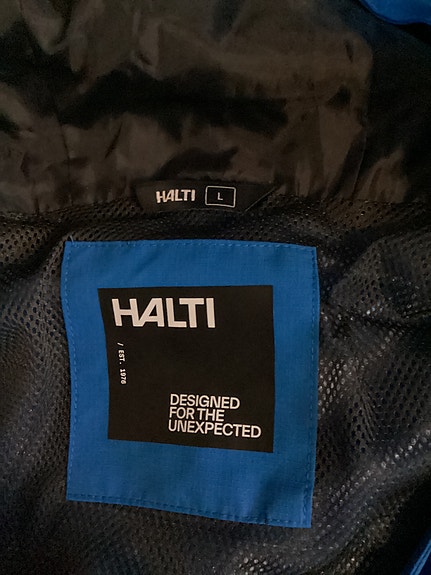 HALTI L
HALTI
/ EST. 1976
DESIGNED
FOR THE
UNEXPECTED